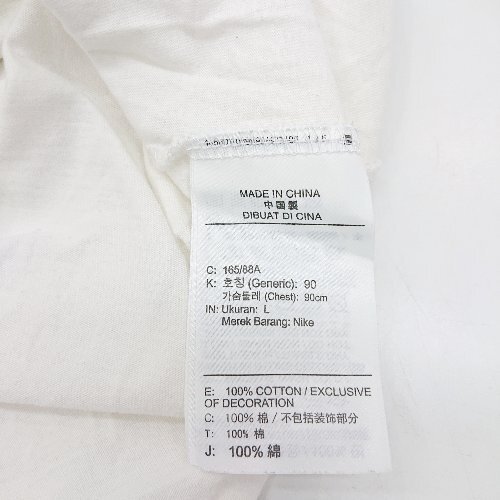 MADE IN CHINA
中国製
DIBUAT DI CINA
C: 165/88A
K: 호칭 (Generic): 90
가슴둘레 (Chest): 90cm
IN: Ukuran: L
Merek Barang: Nike
E: 100% COTTON / EXCLUSIVE
OF DECORATION
C: 100% 棉 / 不包括装饰部分
T: 100% 棉
J: 100% 綿